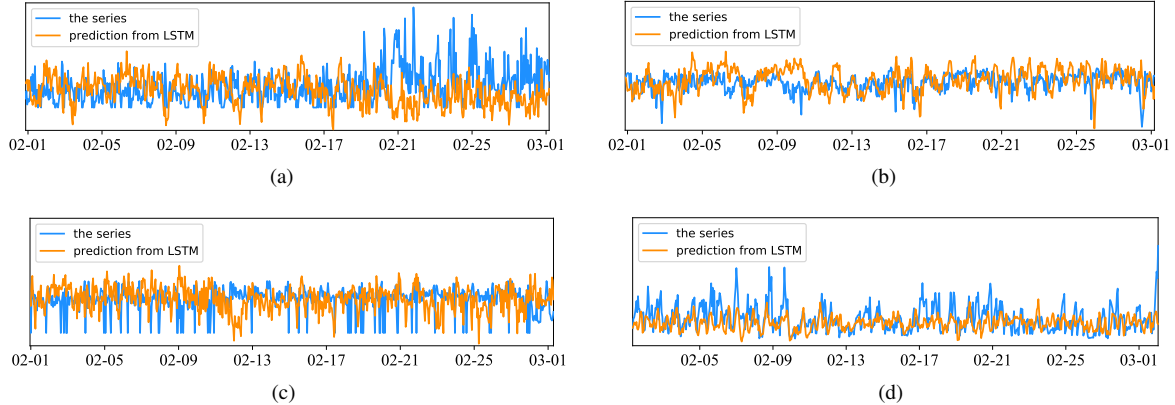 the series
prediction from LSTM
02-01 02-05 02-09 02-13 02-17 02-21 02-25 03-01
(a)
the series
prediction from LSTM
02-01 02-05 02-09 02-13 02-17 02-21 02-25 03-01
(b)
the series
prediction from LSTM
02-01 02-05 02-09 02-13 02-17 02-21 02-25 03-01
(c)
the series
prediction from LSTM
02-05 02-09 02-13 02-17 02-21 02-25 03-01
(d)